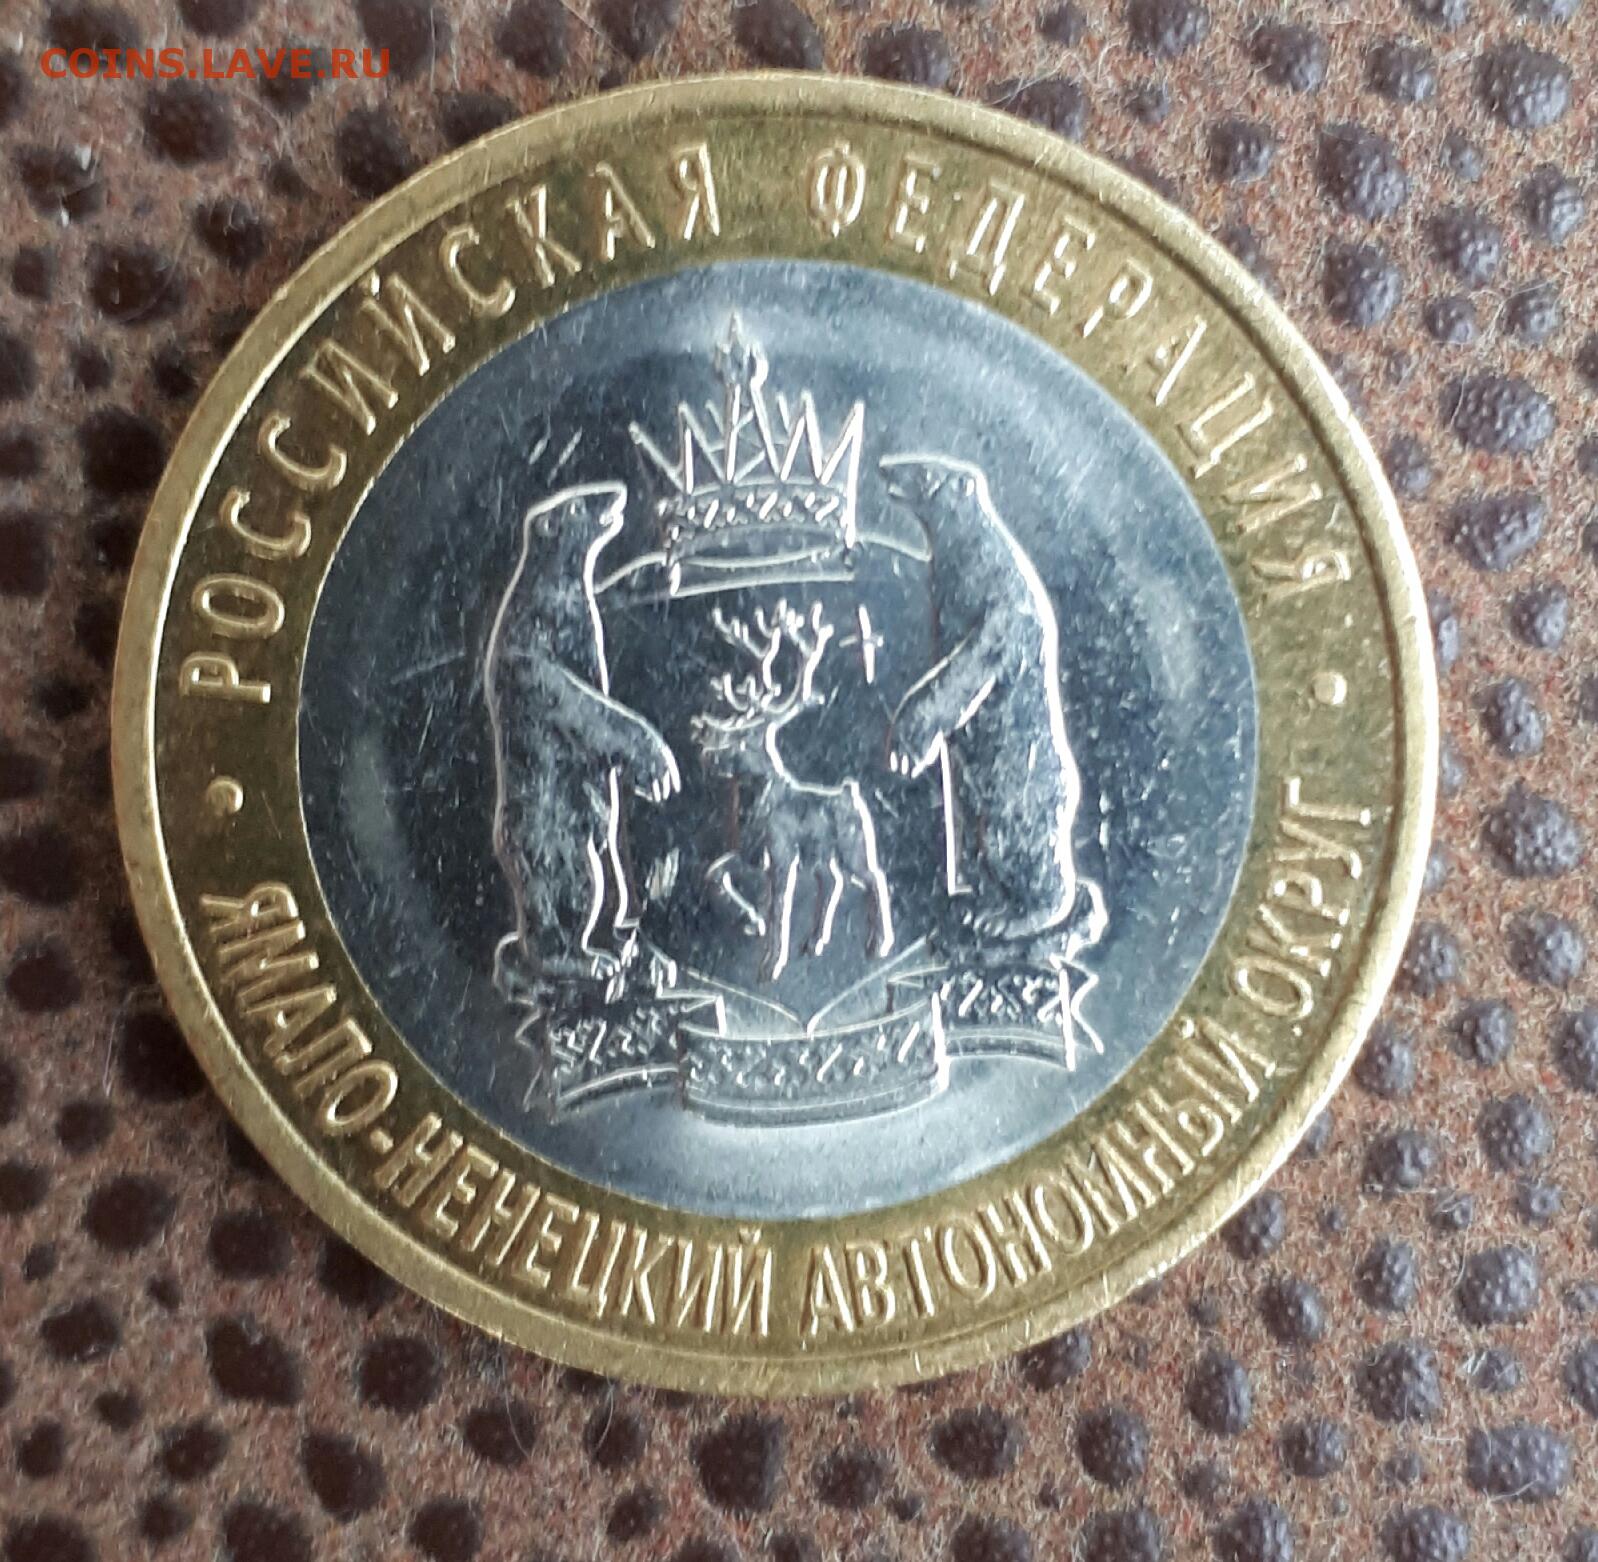 COINS.LAVE.RU
РОССИЙСКАЯ ФЕДЕРАЦИЯ
ЯМАЛО-НЕНЕЦКИЙ АВТОНОМНЫЙ ОКРУГ